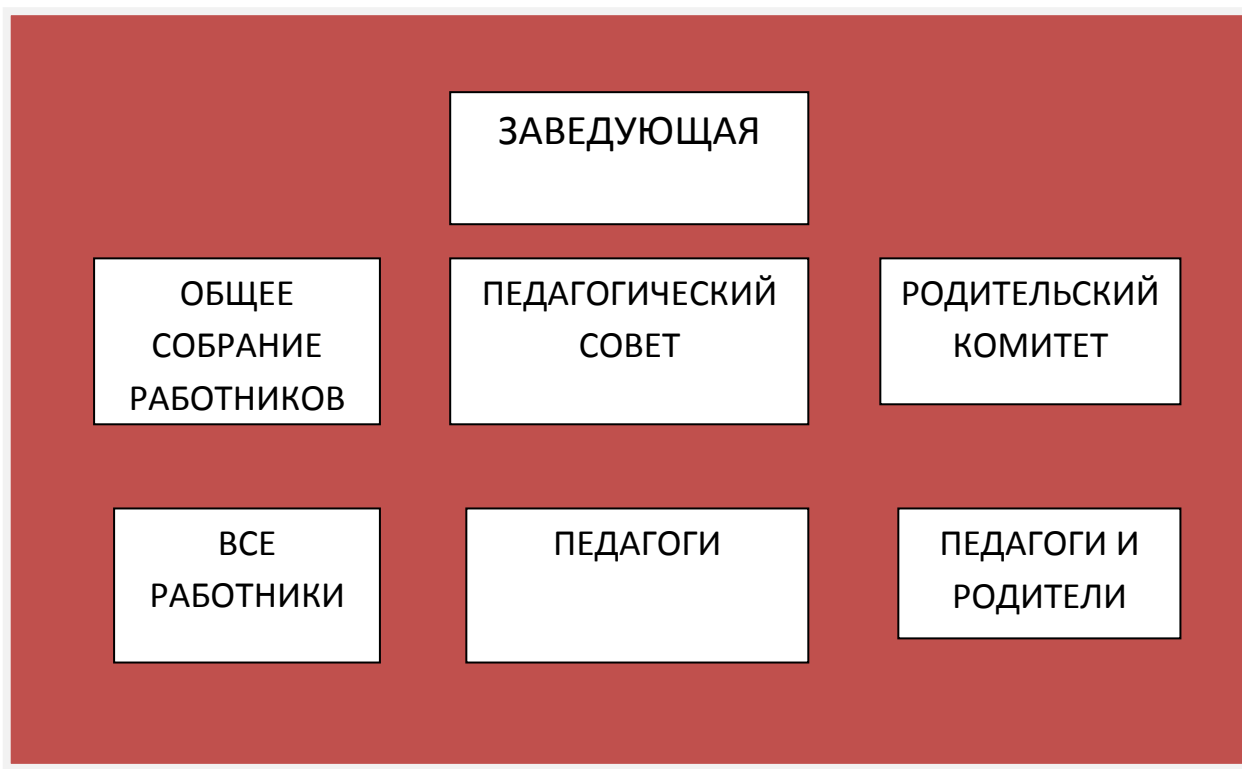 ЗАВЕДУЮЩАЯ
ОБЩЕЕ
СОБРАНИЕ
РАБОТНИКОВ
ПЕДАГОГИЧЕСКИЙ
СОВЕТ
РОДИТЕЛЬСКИЙ
КОМИТЕТ
ВСЕ
РАБОТНИКИ
ПЕДАГОГИ
ПЕДАГОГИ И
РОДИТЕЛИ